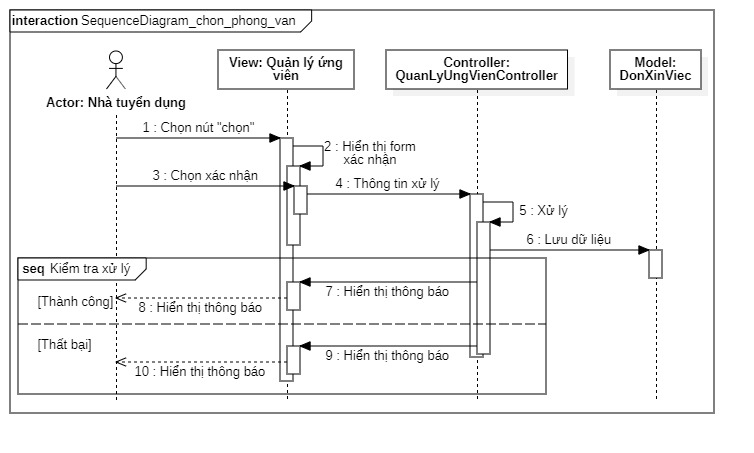 interaction SequenceDiagram_chon_phong_van
Actor: Nhà tuyển dụng
View: Quản lý ứng
viên
Controller:
QuanLyUngVienController
Model:
DonXinViec
1 : Chọn nút "chọn"
2 : Hiển thị form
xác nhận
3 : Chọn xác nhận
4 : Thông tin xử lý
5 : Xử lý
6 : Lưu dữ liệu
seq Kiểm tra xử lý
7 : Hiển thị thông báo
[Thành công]
8 : Hiển thị thông báo
[Thất bại]
9 : Hiển thị thông báo
10 : Hiển thị thông báo